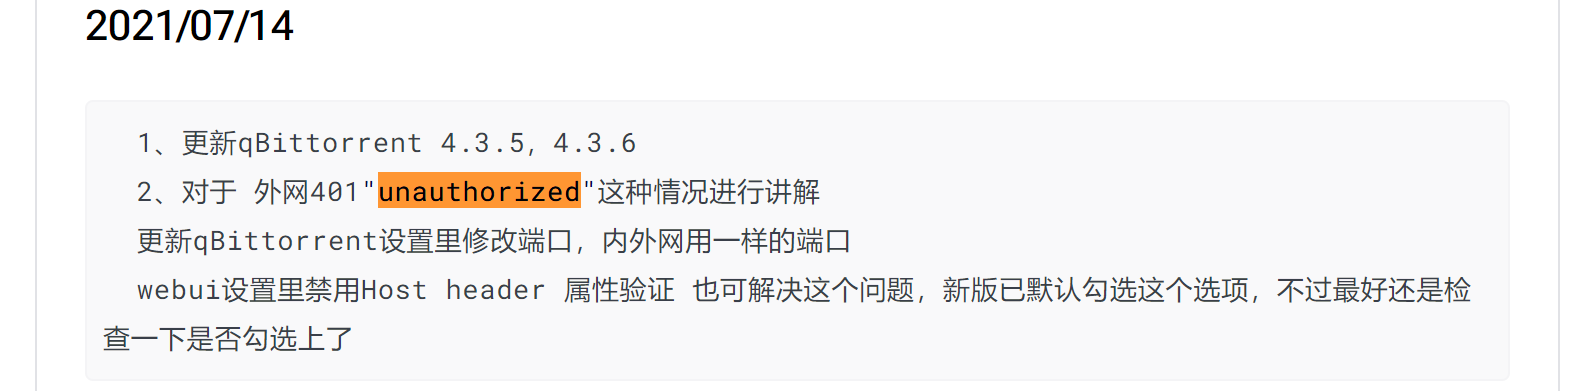 2021/07/14
1、更新qBittorrent 4.3.5，4.3.6
2、对于 外网401"unauthorized"这种情况进行讲解
更新qBittorrent设置里修改端口，内外网用一样的端口
webui设置里禁用Host header 属性验证 也可解决这个问题，新版已默认勾选这个选项，不过最好还是检
查一下是否勾选上了